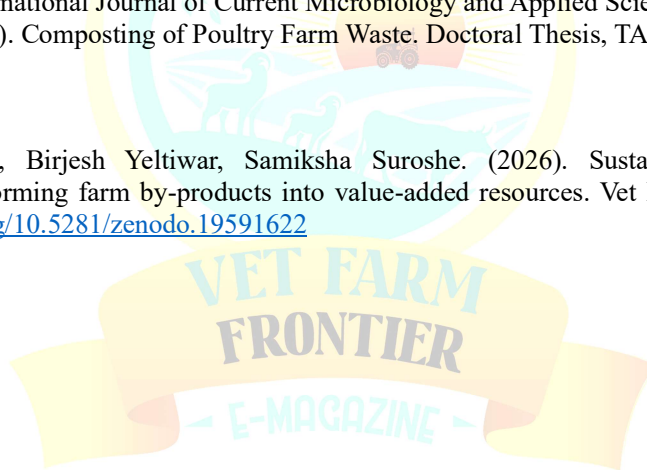 national Journal of Current Microbiology and Applied Scie
). Composting of Poultry Farm Waste. Doctoral Thesis, TA
, Birjesh Yeltiwar, Samiksha Suroshe. (2026). Susta
orming farm by-products into value-added resources. Vet
g/10.5281/zenodo.19591622
VET FARM
FRONTIER
E-MAGAZINE